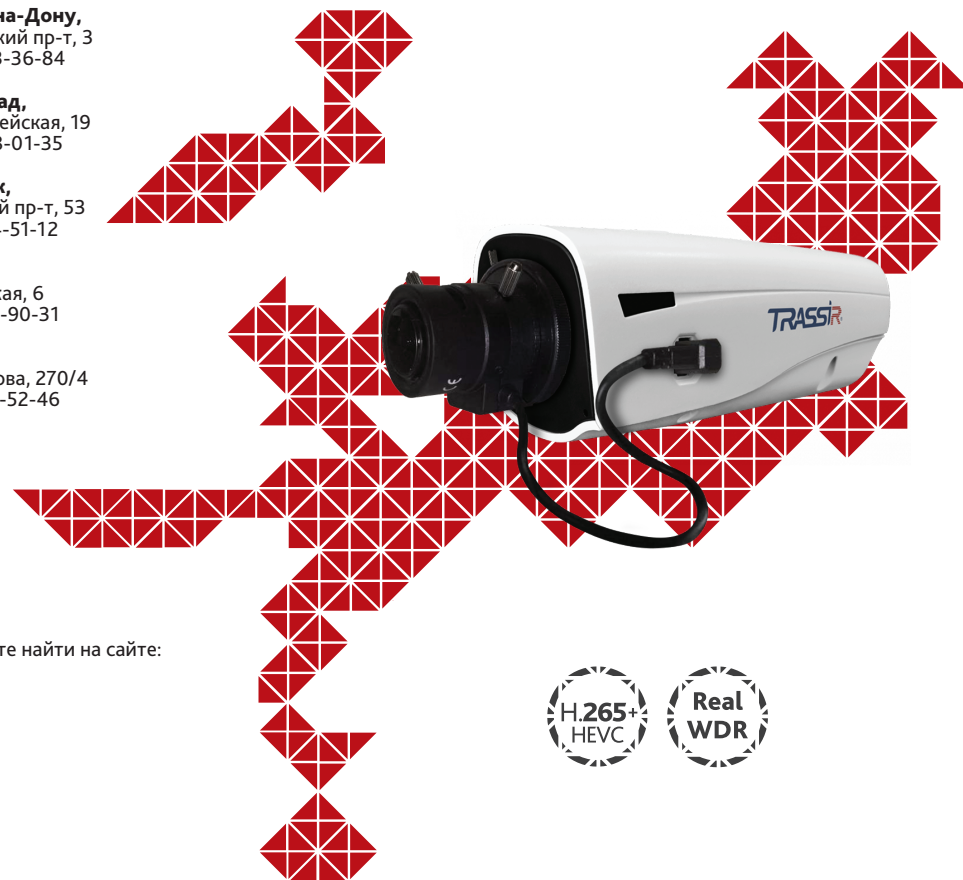 на-Дону,
кий пр-т, 3
3-36-84
ад,
ейская, 19
3-01-35
к,
й пр-т, 53
-51-12
кая, 6
-90-31
ова, 270/4
-52-46
те найти на сайте:
TRASSIR
CE
H.265+
HEVC
Real
WDR